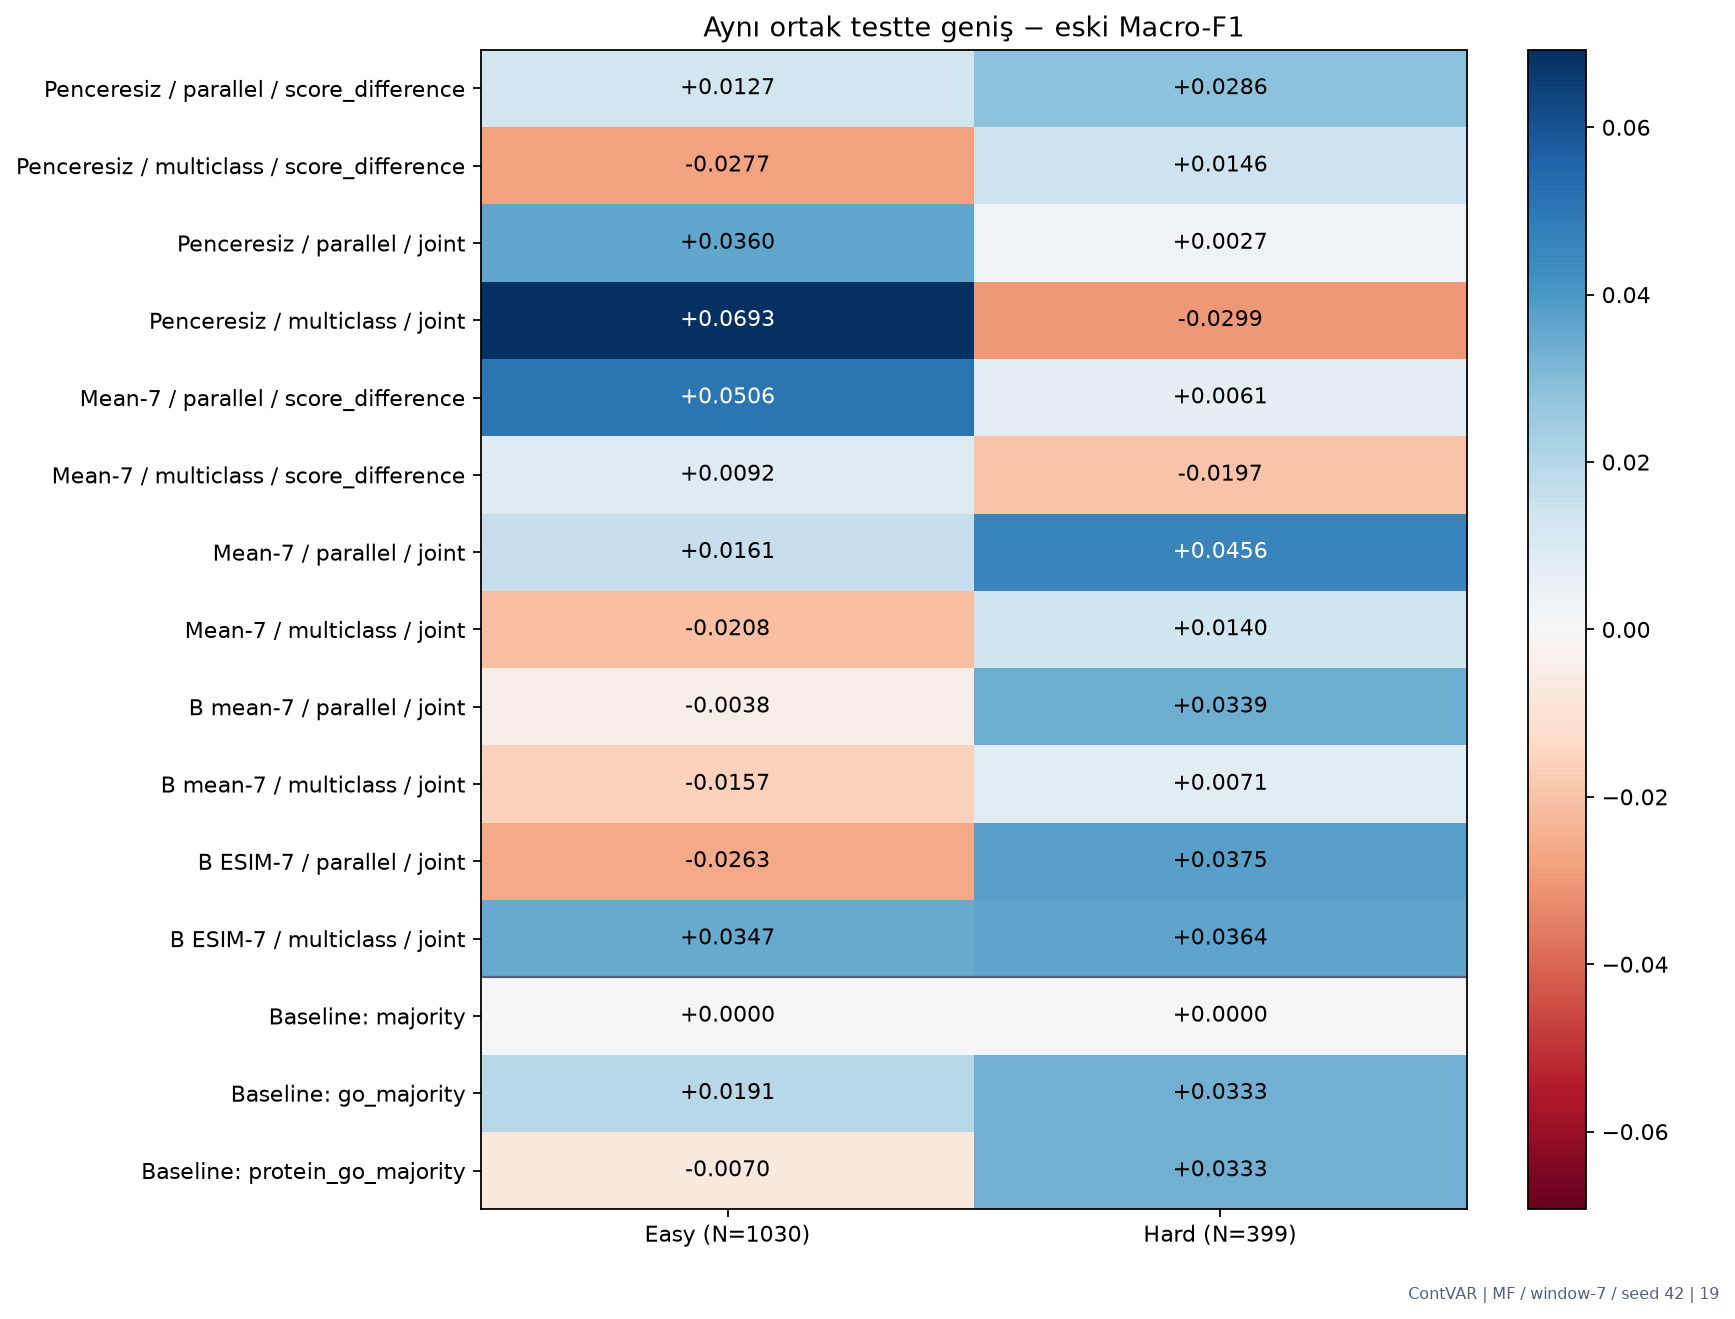 Aynı ortak testte geniş − eski Macro-F1
Penceresiz / parallel / score_difference +0.0127 +0.0286
Penceresiz / multiclass / score_difference -0.0277 +0.0146
Penceresiz / parallel / joint +0.0360 +0.0027
Penceresiz / multiclass / joint +0.0693 -0.0299
Mean-7 / parallel / score_difference +0.0506 +0.0061
Mean-7 / multiclass / score_difference +0.0092 -0.0197
Mean-7 / parallel / joint +0.0161 +0.0456
Mean-7 / multiclass / joint -0.0208 +0.0140
B mean-7 / parallel / joint -0.0038 +0.0339
B mean-7 / multiclass / joint -0.0157 +0.0071
B ESIM-7 / parallel / joint -0.0263 +0.0375
B ESIM-7 / multiclass / joint +0.0347 +0.0364
Baseline: majority +0.0000 +0.0000
Baseline: go_majority +0.0191 +0.0333
Baseline: protein_go_majority -0.0070 +0.0333
Easy (N=1030) Hard (N=399)
0.06
0.04
0.02
0.00
−0.02
−0.04
−0.06
ContVAR | MF / window-7 / seed 42 | 19